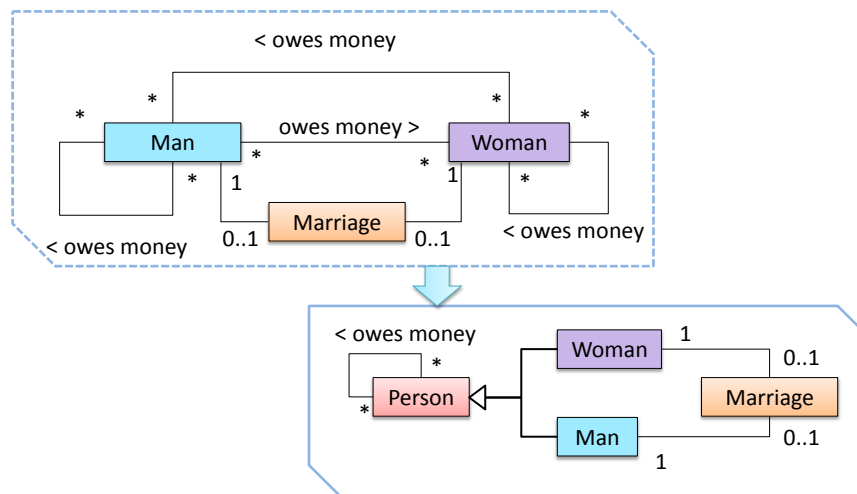 < owes money
* * * *
Man owes money > Woman
* * * *
1 1
Marriage
0..1 0..1
< owes money < owes money
< owes money
*
Person
*
Woman 1
0..1
Marriage
0..1
Man
1